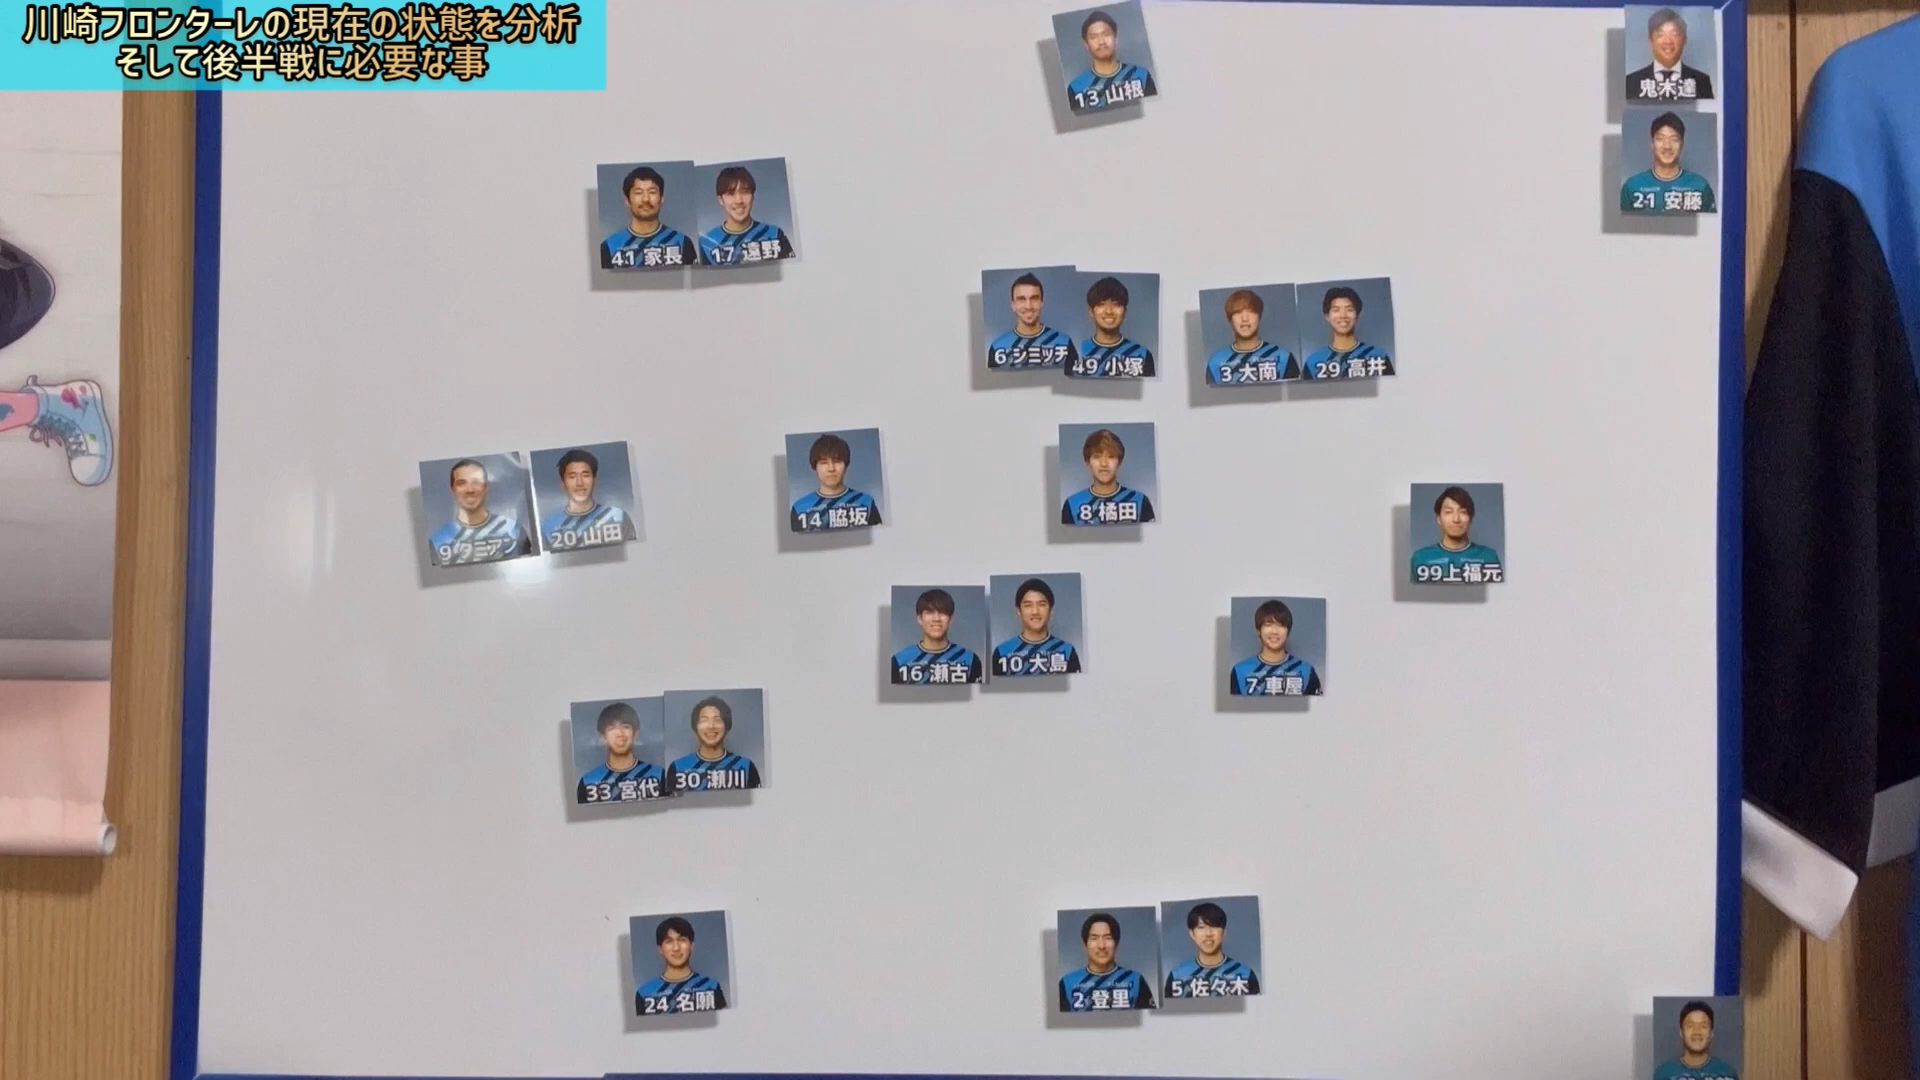 川崎フロンターレの現在の状態を分析
そして後半戦に必要な事
13 山根
鬼木達
21 安藤
41 家長
17 遠野
6 シミッチ
49 小塚
3 大南
29 高井
9 ダミアン
20 山田
14 脇坂
8 橘田
99上福元
16 瀬古
10 大島
7 車屋
33 宮代
30 瀬川
24 名願
2 登里
5 佐々木